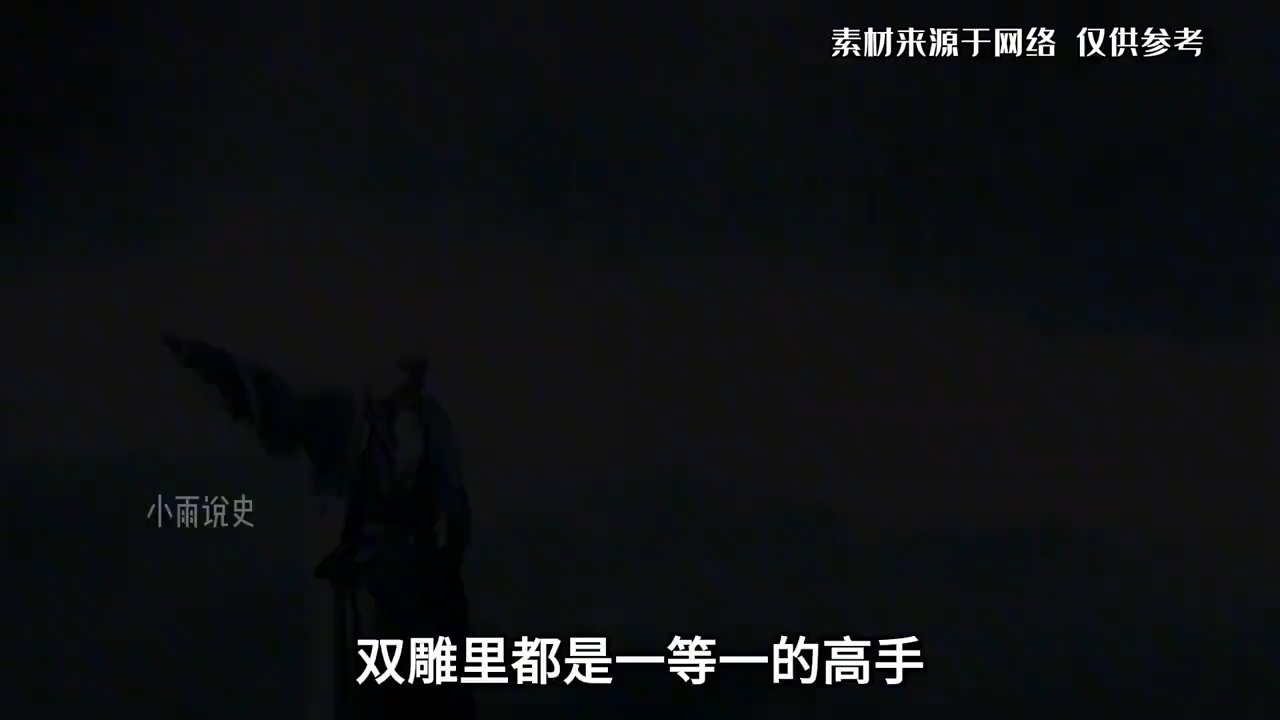 素材来源于网络 仅供参考
小雨说史
双雕里都是一等一的高手